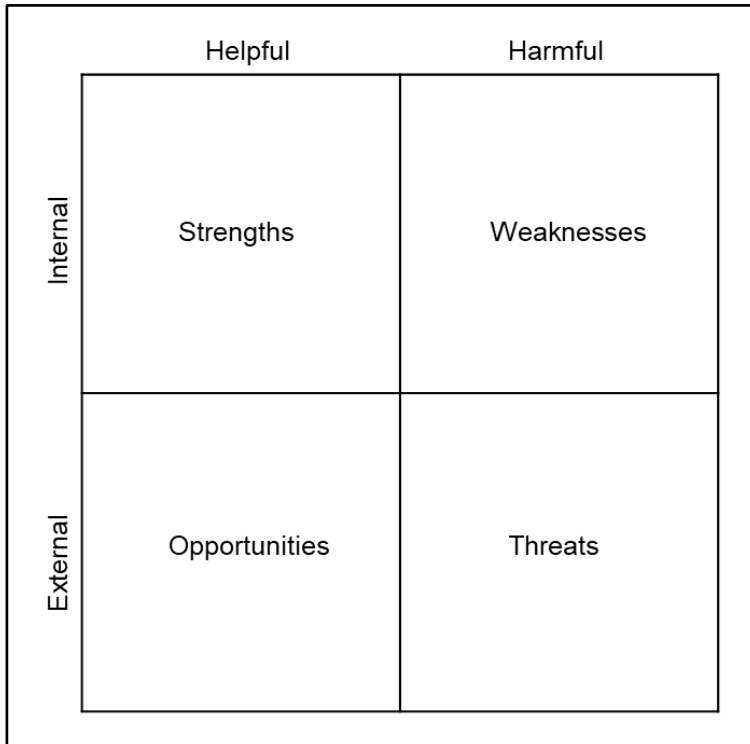 Helpful Harmful
Internal
Strengths Weaknesses
External
Opportunities Threats